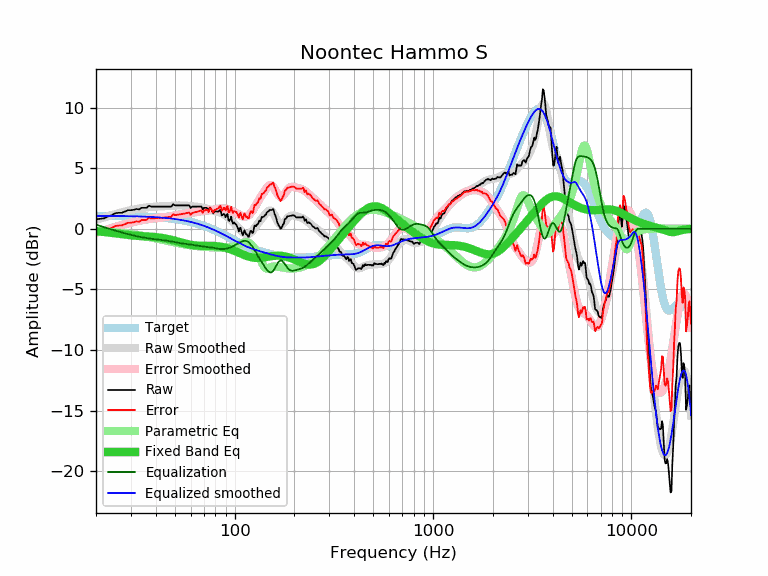 Noontec Hammo S
10
5
0
−5
−10
−15
−20
Amplitude (dBr)
Target
Raw Smoothed
Error Smoothed
Raw
Error
Parametric Eq
Fixed Band Eq
Equalization
Equalized smoothed
100 1000 10000
Frequency (Hz)